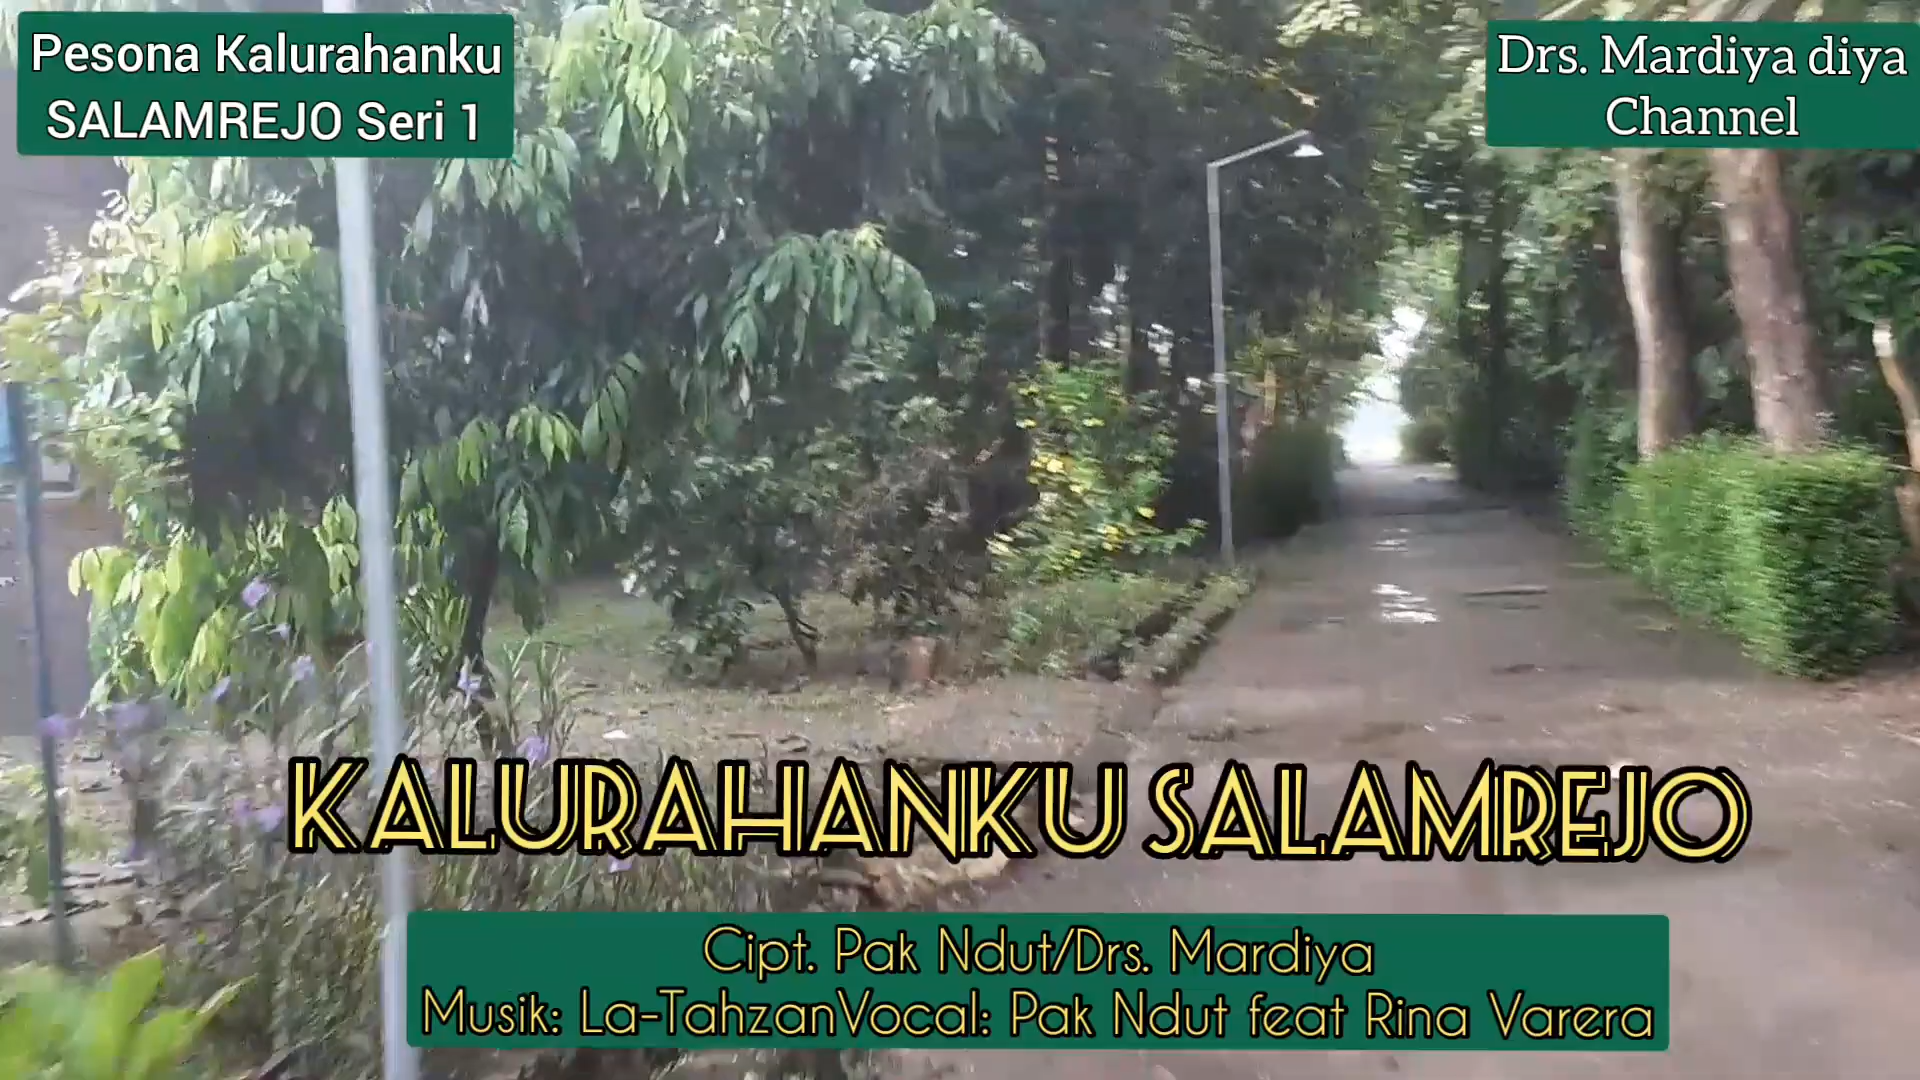 Pesona Kalurahanku
SALAMREJO Seri 1
Drs. Mardiya diya
Channel
KALURAHANKU SALAMREJO
Cipt. Pak Ndut/Drs. Mardiya
Musik: La-TahzanVocal: Pak Ndut feat Rina Varera